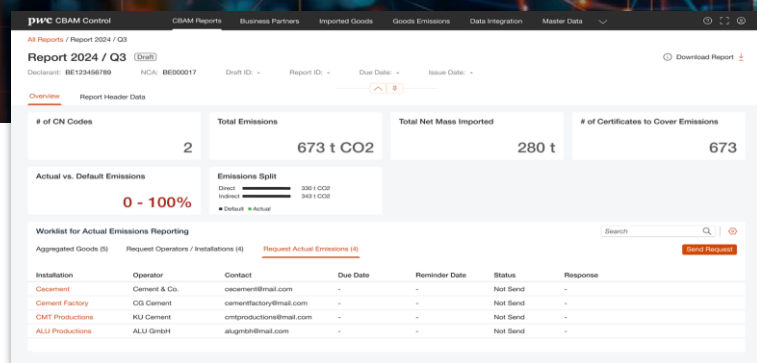 pwc CBAM Control CBAM Reports Business Partners Imported Goods Goods Emissions Data Integration Master Data
All Reports / Report 2024 / Q3
Report 2024 / Q3 Draft Download Report
Declarant: BE123456789 NCA: BE000017 Draft ID: - Report ID: - Due Date: - Issue Date: -
Overview Report Header Data
# of CN Codes Total Emissions Total Net Mass Imported # of Certificates to Cover Emissions
2 673 t CO2 280 t 673
Actual vs. Default Emissions Emissions Split
Direct 330 t CO2
Indirect 343 t CO2
0 - 100%
Default Actual
Worklist for Actual Emissions Reporting Search
Aggregated Goods (5) Request Operators / Installations (4) Request Actual Emissions (4) Send Request
Installation Operator Contact Due Date Reminder Date Status Response
Cecement Cement & Co. cecement@mail.com - - Not Send -
Cement Factory CG Cement cementfactory@mail.com - - Not Send -
CMT Productions KU Cement cmtproductions@mail.com - - Not Send -
ALU Productions ALU GmbH alugmbh@mail.com - - Not Send -